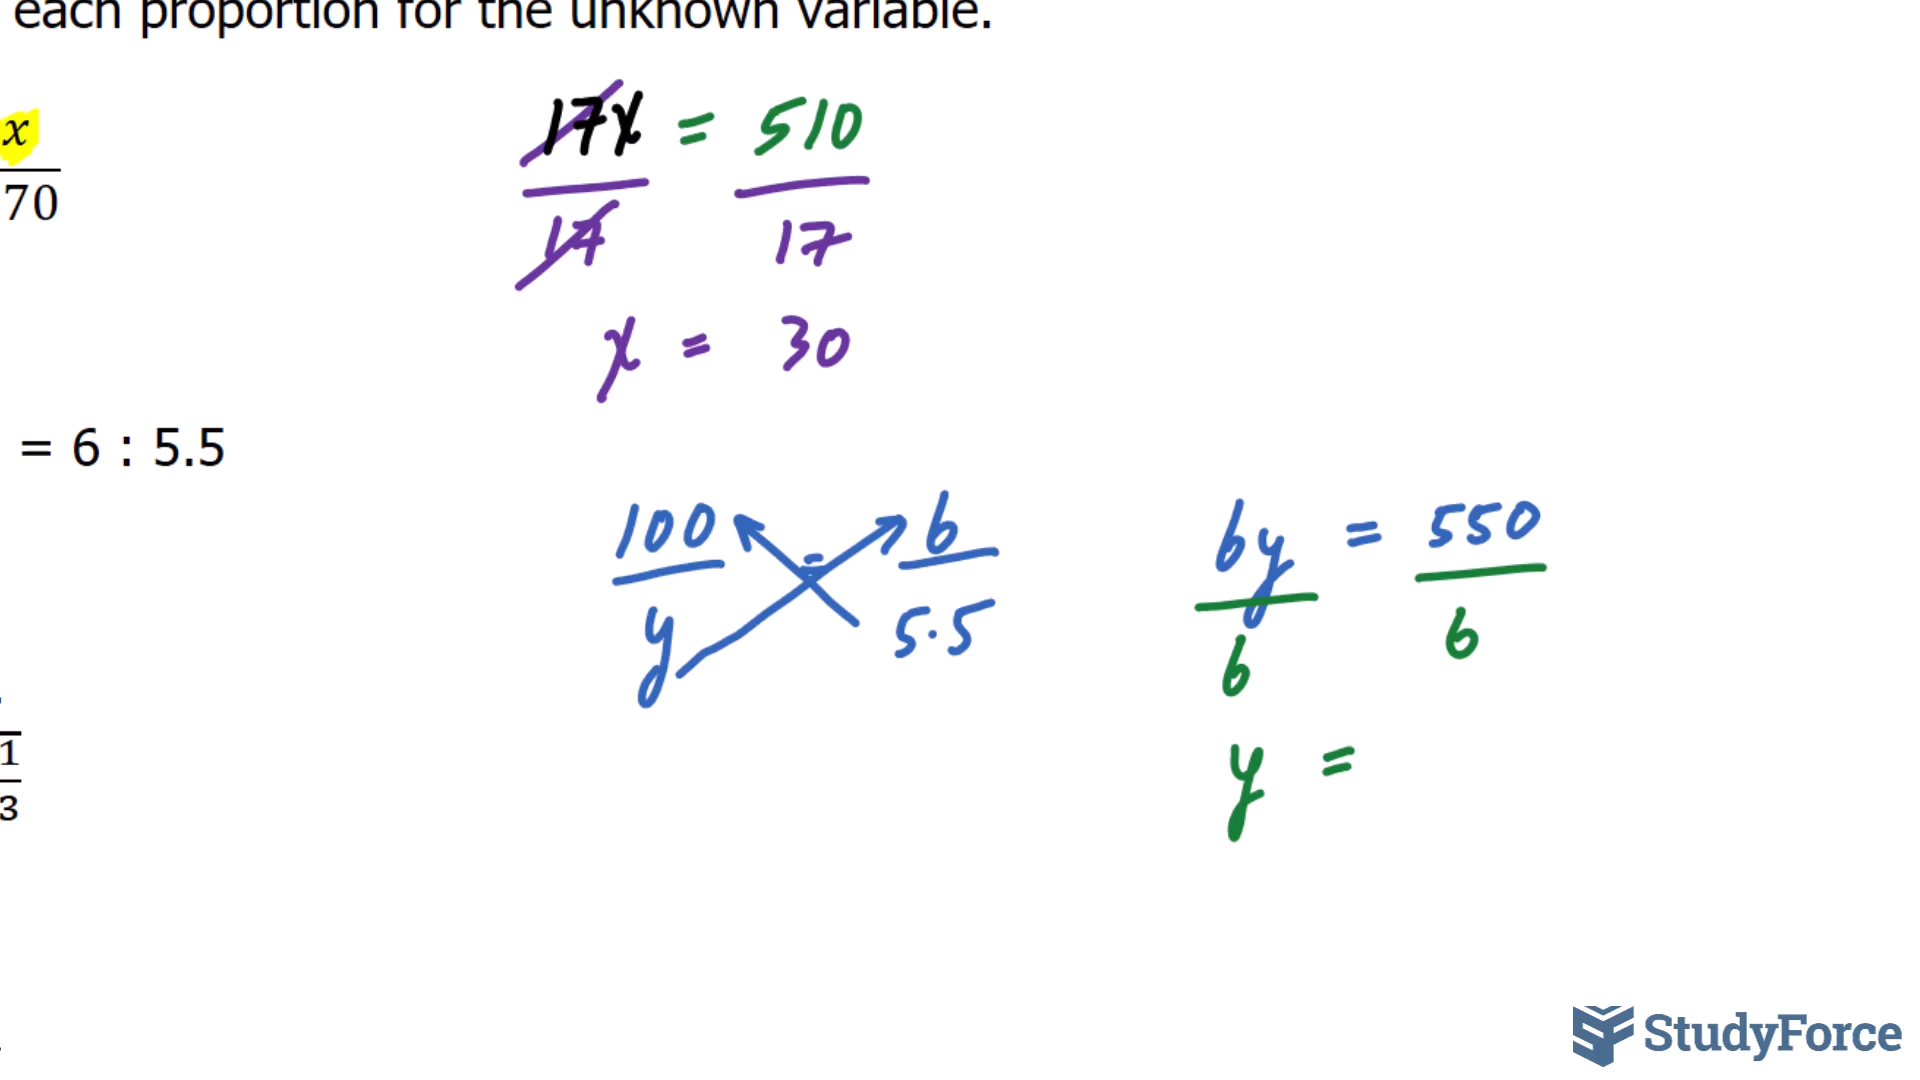 each proportion for the unknown variable.
x
70
17x = 510
17 17
x = 30
= 6 : 5.5
100 = 6
y 5.5
6y = 550
6 6
y =
1
3
StudyForce